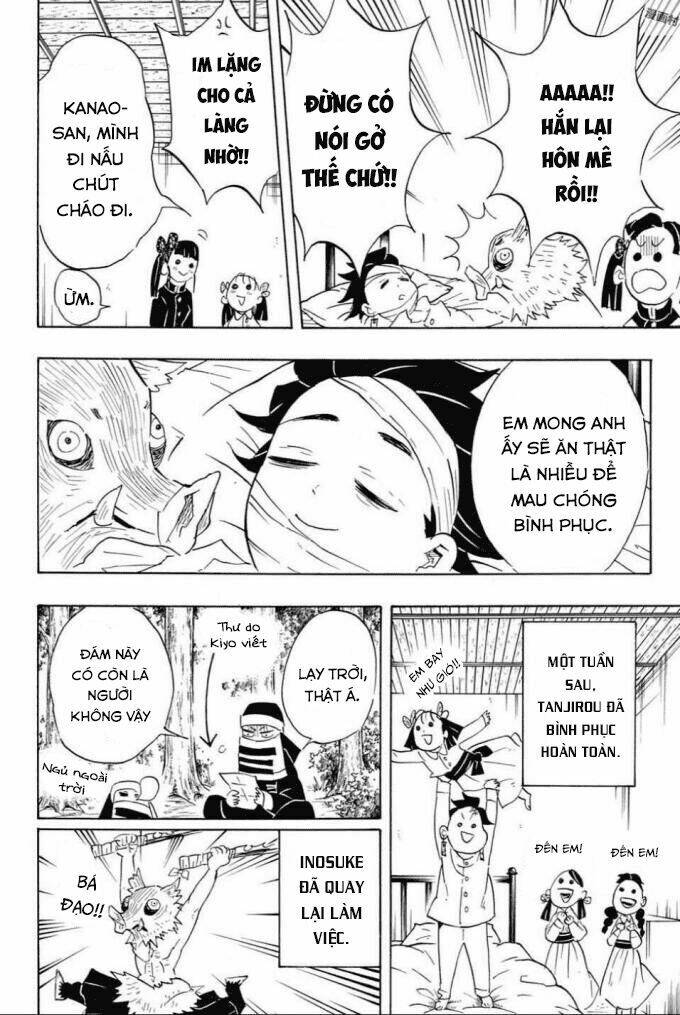 漫画村
AAAAA!!
HẮN LẠI
HÔN MÊ
RỒI!!
ĐỪNG CÓ
NÓI GỞ
THẾ CHỨ!!
IM LẶNG
CHO CẢ
LÀNG
NHỜ!!
KANAO-
SAN, MÌNH
ĐI NẤU
CHÚT
CHÁO ĐI.
ỪM.
EM MONG ANH
ẤY SẼ ĂN THẬT
LÀ NHIỀU ĐỂ
MAU CHÓNG
BÌNH PHỤC.
MỘT TUẦN
SAU,
TANJIROU ĐÃ
BÌNH PHỤC
HOÀN TOÀN.
EM BAY
NHƯ GIÓ!!
ĐẾN EM!
ĐẾN EM!
Thư do
Kiyo viết
LẠY TRỜI,
THẬT Á.
ĐÁM NÀY
CÓ CÒN LÀ
NGƯỜI
KHÔNG VẬY
Ngủ ngoài
trời
INOSUKE
ĐÃ QUAY
LẠI LÀM
VIỆC.
BÁ
ĐẠO!!